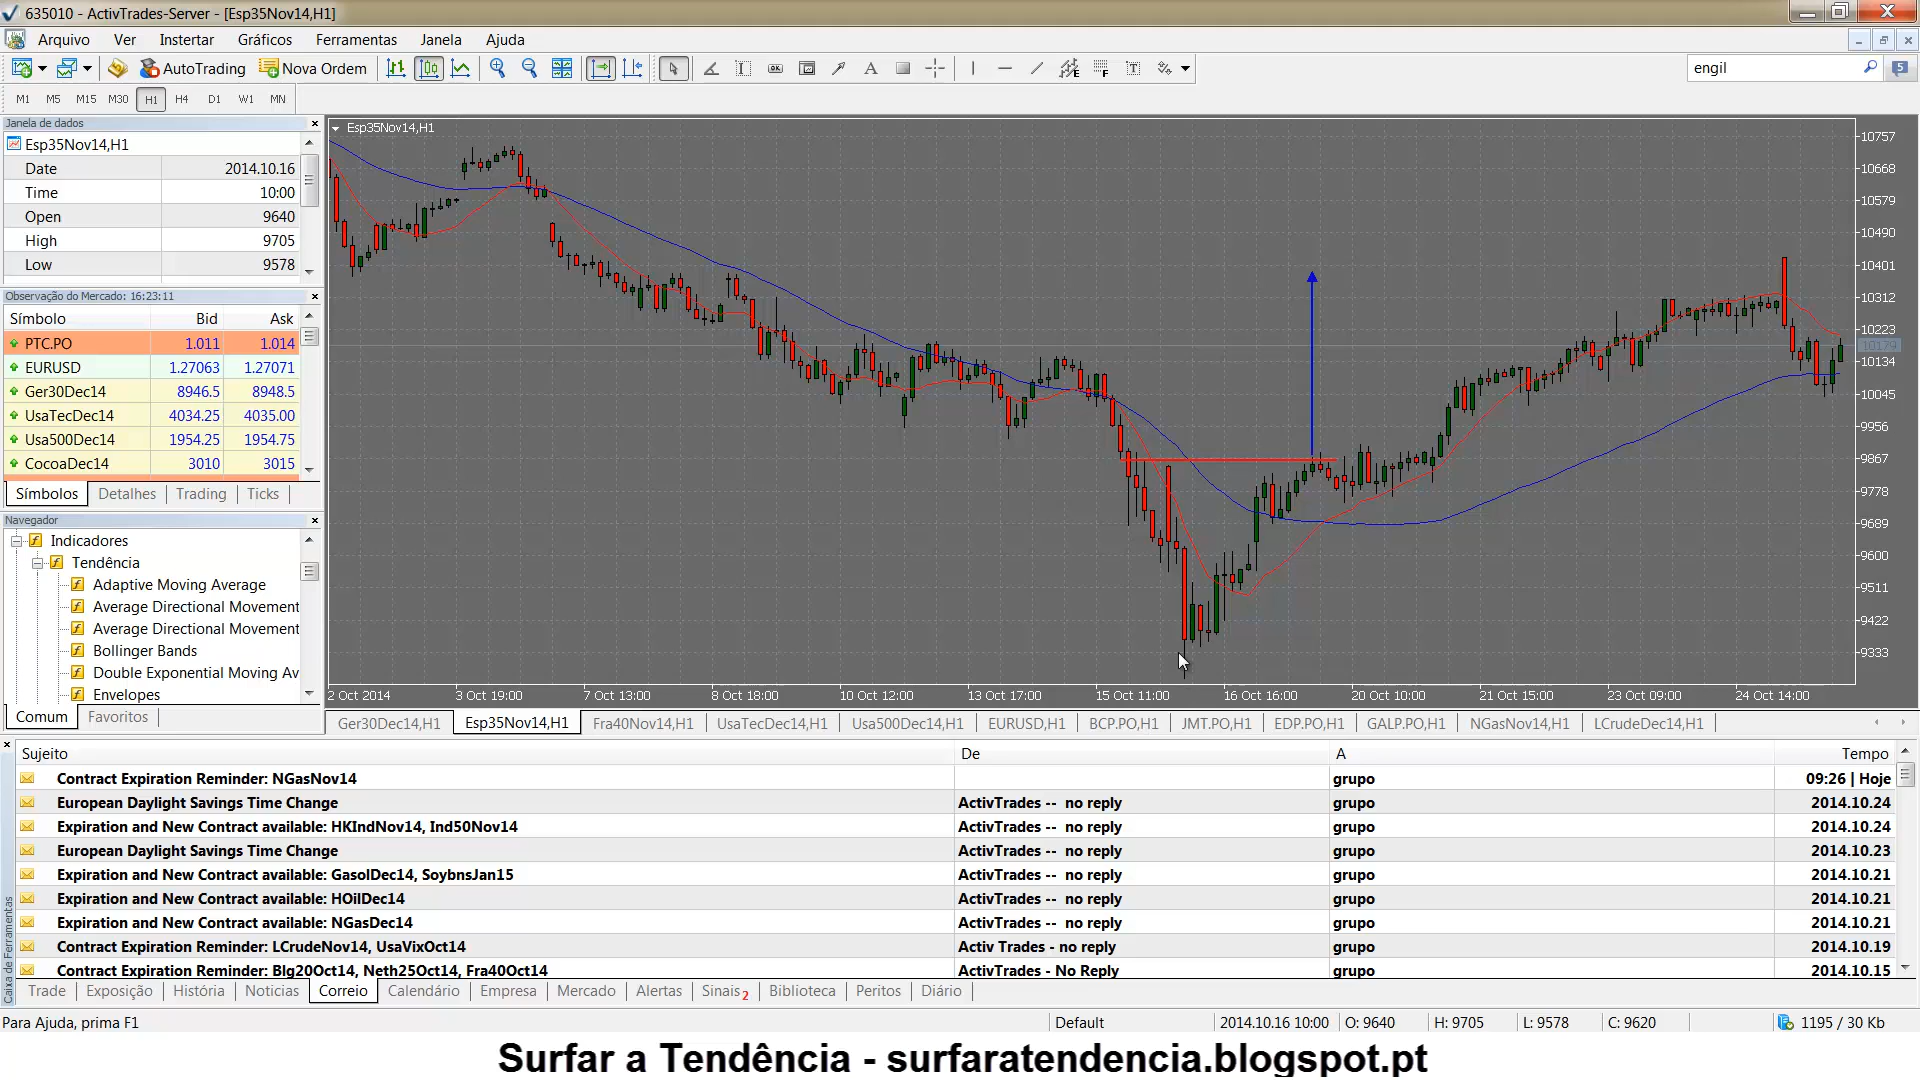 635010 - ActivTrades-Server - [Esp35Nov14,H1]
Arquivo Ver Instertar Gráficos Ferramentas Janela Ajuda
AutoTrading Nova Ordem engil 5
M1 M5 M15 M30 H1 H4 D1 W1 MN
Janela de dados
Esp35Nov14,H1
Date 2014.10.16
Time 10:00
Open 9640
High 9705
Low 9578
Observação do Mercado: 16:23:11
Símbolo Bid Ask
PTC.PO 1.011 1.014
EURUSD 1.27063 1.27071
Ger30Dec14 8946.5 8948.5
UsaTecDec14 4034.25 4035.00
Usa500Dec14 1954.25 1954.75
CocoaDec14 3010 3015
Símbolos Detalhes Trading Ticks
Navegador
Indicadores
Tendência
Adaptive Moving Average
Average Directional Movement
Average Directional Movement
Bollinger Bands
Double Exponential Moving Av
Envelopes
Comum Favoritos
Esp35Nov14,H1
10757
10668
10579
10490
10401
10312
10223
10179
10134
10045
9956
9867
9778
9689
9600
9511
9422
9333
2 Oct 2014 3 Oct 19:00 7 Oct 13:00 8 Oct 18:00 10 Oct 12:00 13 Oct 17:00 15 Oct 11:00 16 Oct 16:00 20 Oct 10:00 21 Oct 15:00 23 Oct 09:00 24 Oct 14:00
Ger30Dec14,H1 Esp35Nov14,H1 Fra40Nov14,H1 UsaTecDec14,H1 Usa500Dec14,H1 EURUSD,H1 BCP.PO,H1 JMT.PO,H1 EDP.PO,H1 GALP.PO,H1 NGasNov14,H1 LCrudeDec14,H1
Sujeito De A Tempo
Contract Expiration Reminder: NGasNov14 grupo 09:26 | Hoje
European Daylight Savings Time Change ActivTrades -- no reply grupo 2014.10.24
Expiration and New Contract available: HKIndNov14, Ind50Nov14 ActivTrades -- no reply grupo 2014.10.24
European Daylight Savings Time Change ActivTrades -- no reply grupo 2014.10.23
Expiration and New Contract available: GasolDec14, SoybnsJan15 ActivTrades -- no reply grupo 2014.10.21
Expiration and New Contract available: HOilDec14 ActivTrades -- no reply grupo 2014.10.21
Expiration and New Contract available: NGasDec14 ActivTrades -- no reply grupo 2014.10.21
Contract Expiration Reminder: LCrudeNov14, UsaVixOct14 Activ Trades - no reply grupo 2014.10.19
Contract Expiration Reminder: Blg20Oct14, Neth25Oct14, Fra40Oct14 ActivTrades - No Reply grupo 2014.10.15
Caixa de Ferramentas
Trade Exposição História Noticias Correio Calendário Empresa Mercado Alertas Sinais 2 Biblioteca Peritos Diário
Para Ajuda, prima F1 Default 2014.10.16 10:00 O: 9640 H: 9705 L: 9578 C: 9620 1195 / 30 Kb
Surfar a Tendência - surfaratendencia.blogspot.pt